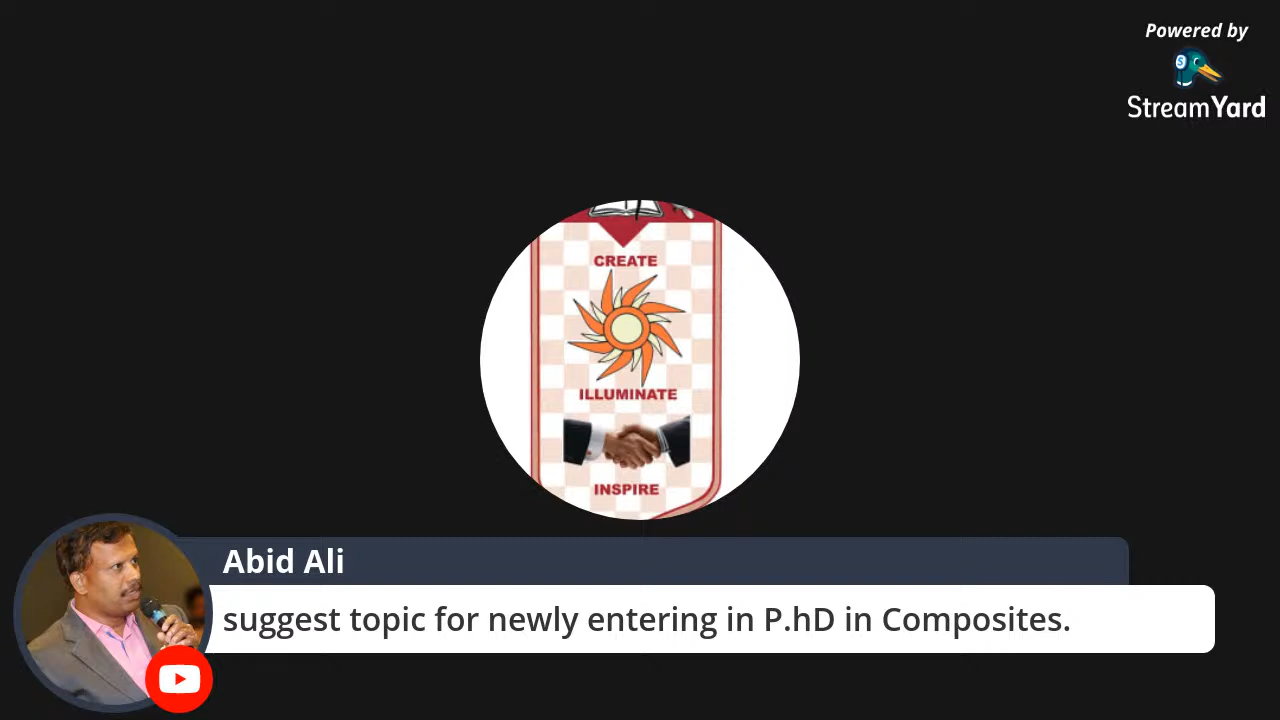 Powered by
StreamYard
CREATE
ILLUMINATE
INSPIRE
Abid Ali
suggest topic for newly entering in P.hD in Composites.